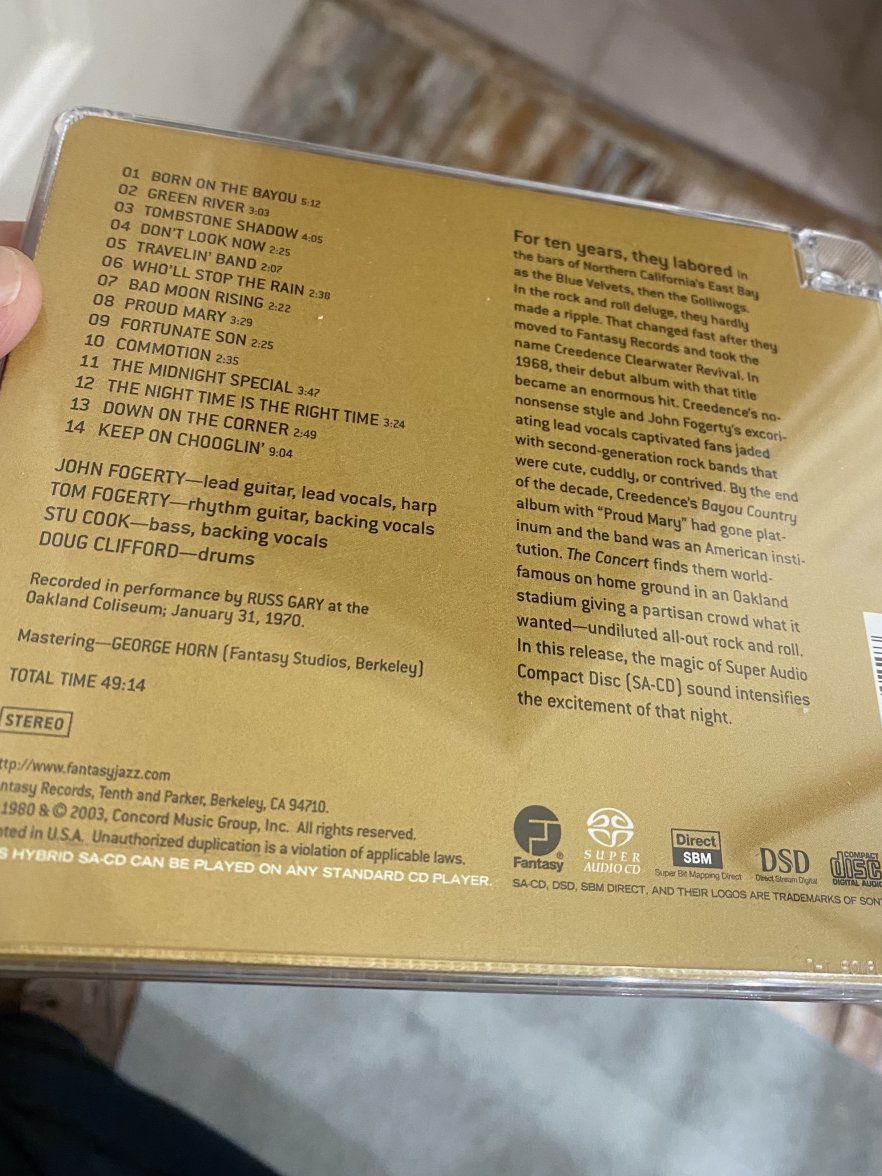 01 BORN ON THE BAYOU 5:12
02 GREEN RIVER 3:03
03 TOMBSTONE SHADOW 4:05
04 DON'T LOOK NOW 2:25
05 TRAVELIN' BAND 2:07
06 WHO'LL STOP THE RAIN 2:38
07 BAD MOON RISING 2:22
08 PROUD MARY 3:29
09 FORTUNATE SON 2:25
10 COMMOTION 2:35
11 THE MIDNIGHT SPECIAL 3:47
12 THE NIGHT TIME IS THE RIGHT TIME 3:24
13 DOWN ON THE CORNER 2:49
14 KEEP ON CHOOGLIN' 9:04
JOHN FOGERTY—lead guitar, lead vocals, harp
TOM FOGERTY—rhythm guitar, backing vocals
STU COOK—bass, backing vocals
DOUG CLIFFORD—drums
Recorded in performance by RUSS GARY at the
Oakland Coliseum; January 31, 1970.
Mastering—GEORGE HORN (Fantasy Studios, Berkeley)
TOTAL TIME 49:14
STEREO
ttp://www.fantasyjazz.com
ntasy Records, Tenth and Parker, Berkeley, CA 94710.
1980 & © 2003, Concord Music Group, Inc. All rights reserved.
nted in U.S.A. Unauthorized duplication is a violation of applicable laws.
S HYBRID SA-CD CAN BE PLAYED ON ANY STANDARD CD PLAYER.
For ten years, they labored in
the bars of Northern California's East Bay
as the Blue Velvets, then the Golliwogs.
In the rock and roll deluge, they hardly
made a ripple. That changed fast after they
moved to Fantasy Records and took the
name Creedence Clearwater Revival. In
1968, their debut album with that title
became an enormous hit. Creedence's no-
nonsense style and John Fogerty's excori-
ating lead vocals captivated fans jaded
with second-generation rock bands that
were cute, cuddly, or contrived. By the end
of the decade, Creedence's Bayou Country
album with "Proud Mary" had gone plat-
inum and the band was an American insti-
tution. The Concert finds them world-
famous on home ground in an Oakland
stadium giving a partisan crowd what it
wanted—undiluted all-out rock and roll.
In this release, the magic of Super Audio
Compact Disc (SA-CD) sound intensifies
the excitement of that night.
Fantasy®
SUPER
AUDIO CD
Direct
SBM
Super Bit Mapping Direct
DSD
Direct Stream Digital
COMPACT
disc
DIGITAL AUDIO
SA-CD, DSD, SBM DIRECT, AND THEIR LOGOS ARE TRADEMARKS OF SON